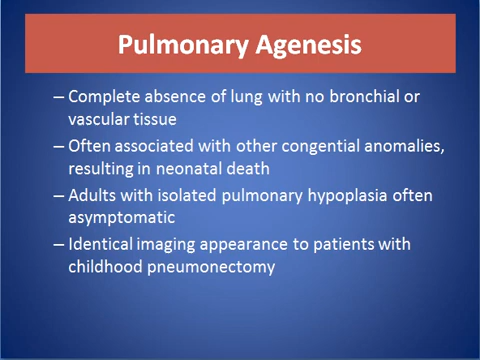 Pulmonary Agenesis
– Complete absence of lung with no bronchial or
vascular tissue
– Often associated with other congential anomalies,
resulting in neonatal death
– Adults with isolated pulmonary hypoplasia often
asymptomatic
– Identical imaging appearance to patients with
childhood pneumonectomy